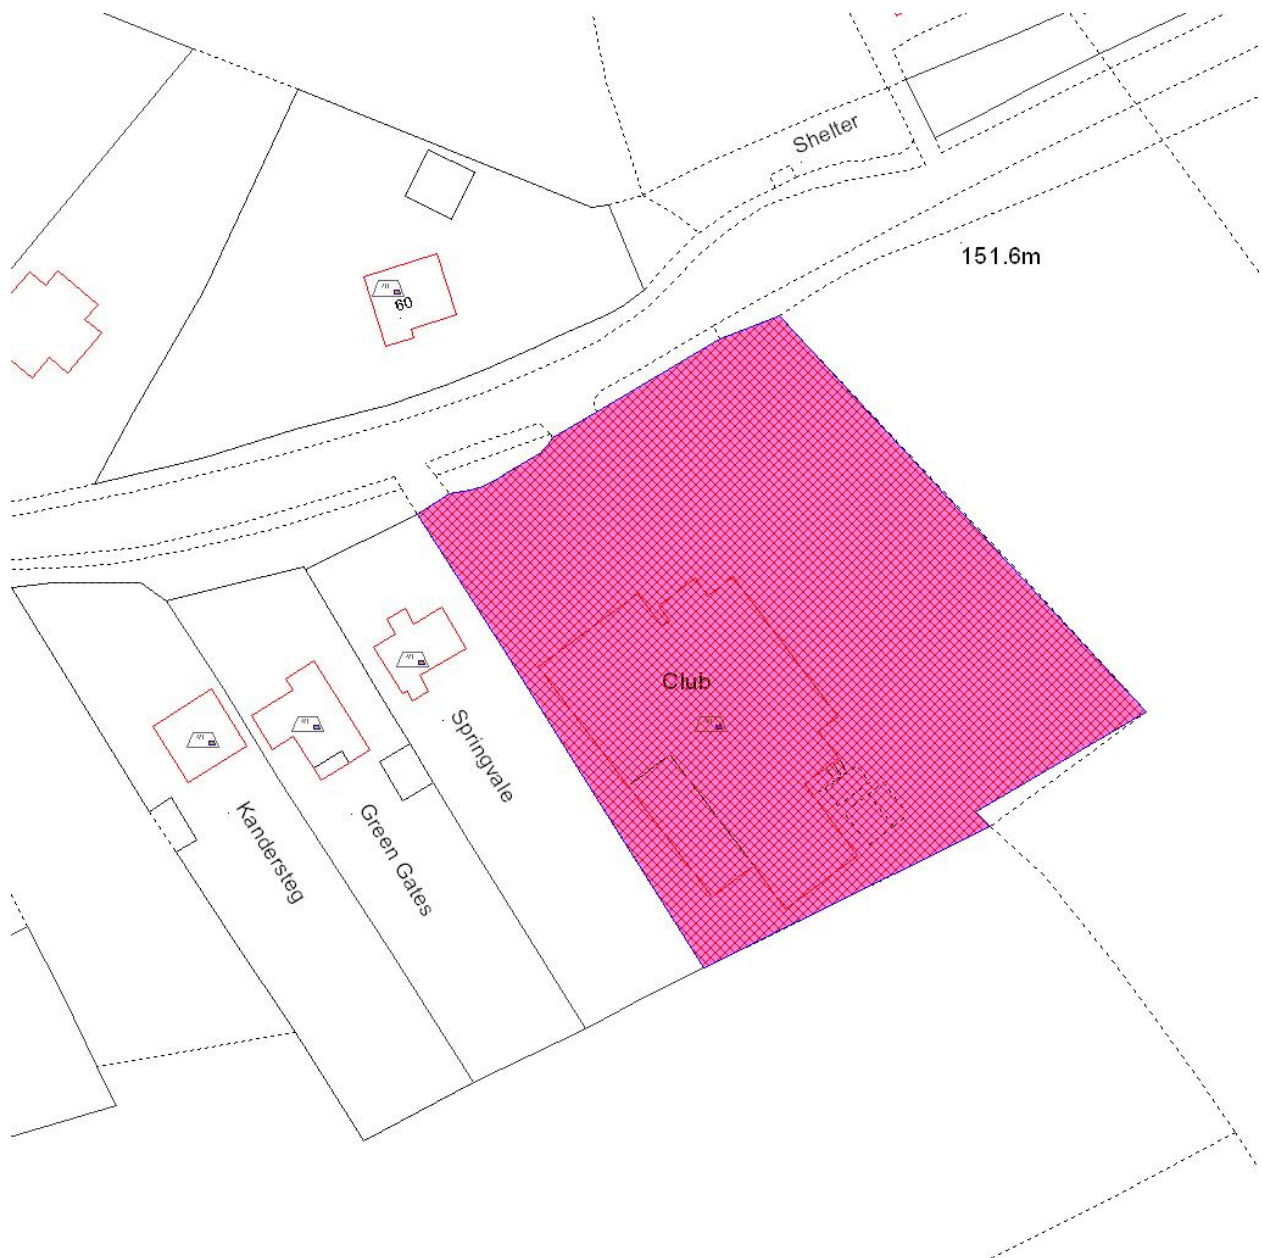 Shelter
151.6m
60
Club
Springvale
Green Gates
Kandersteg